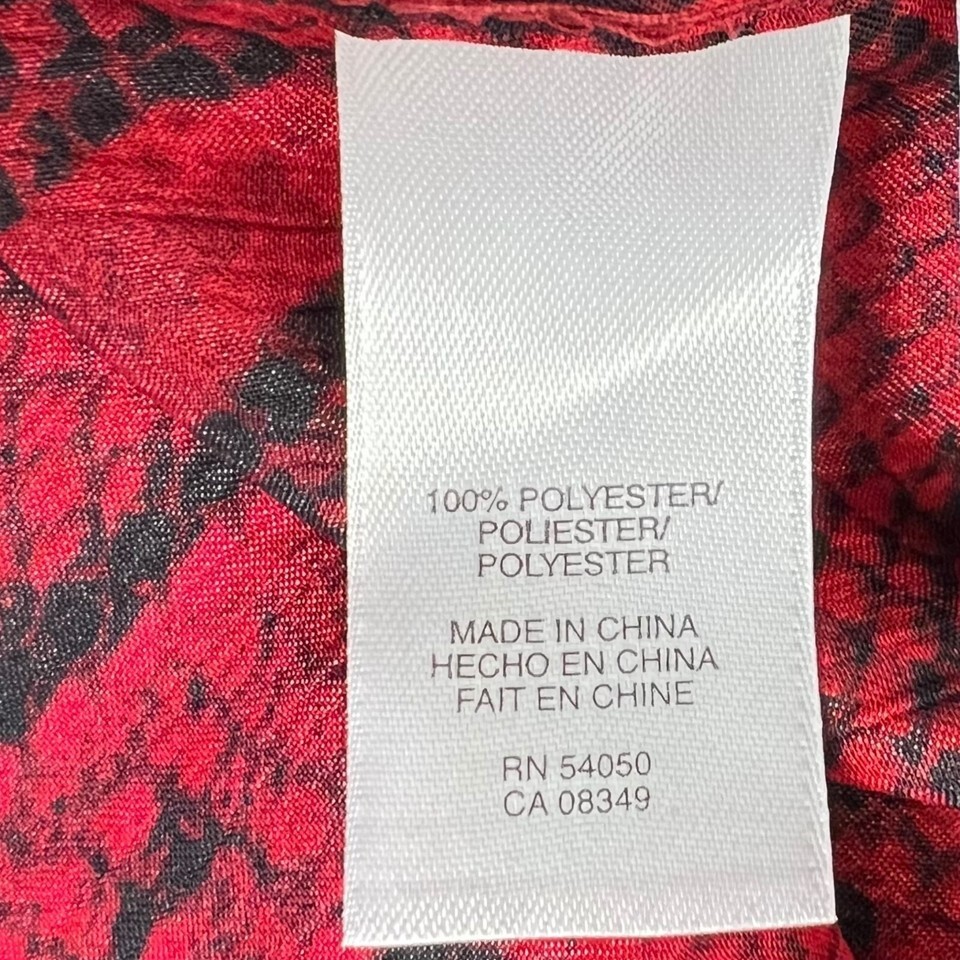 100% POLYESTER/
POLIESTER/
POLYESTER
MADE IN CHINA
HECHO EN CHINA
FAIT EN CHINE
RN 54050
CA 08349